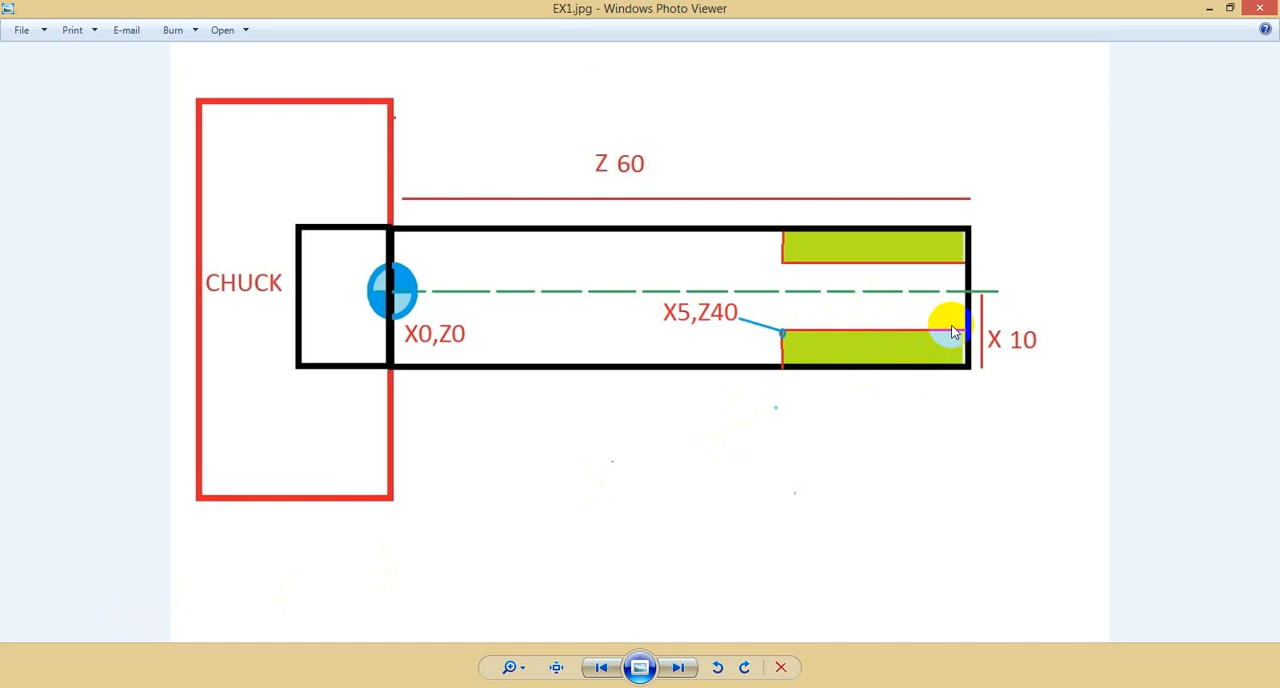 EX1.jpg - Windows Photo Viewer
File Print E-mail Burn Open
Z 60
CHUCK
X5,Z40
X0,Z0
X 10